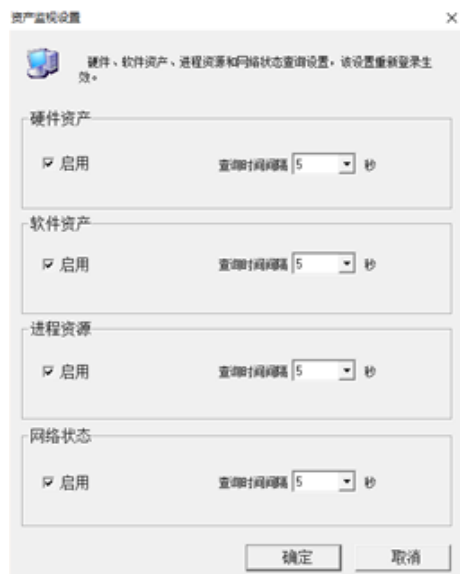 资产监视设置
硬件、软件资产、进程资源和网络状态查询设置，该设置重新登录生
效。
硬件资产
启用 查询时间间隔 5 秒
软件资产
启用 查询时间间隔 5 秒
进程资源
启用 查询时间间隔 5 秒
网络状态
启用 查询时间间隔 5 秒
确定 取消